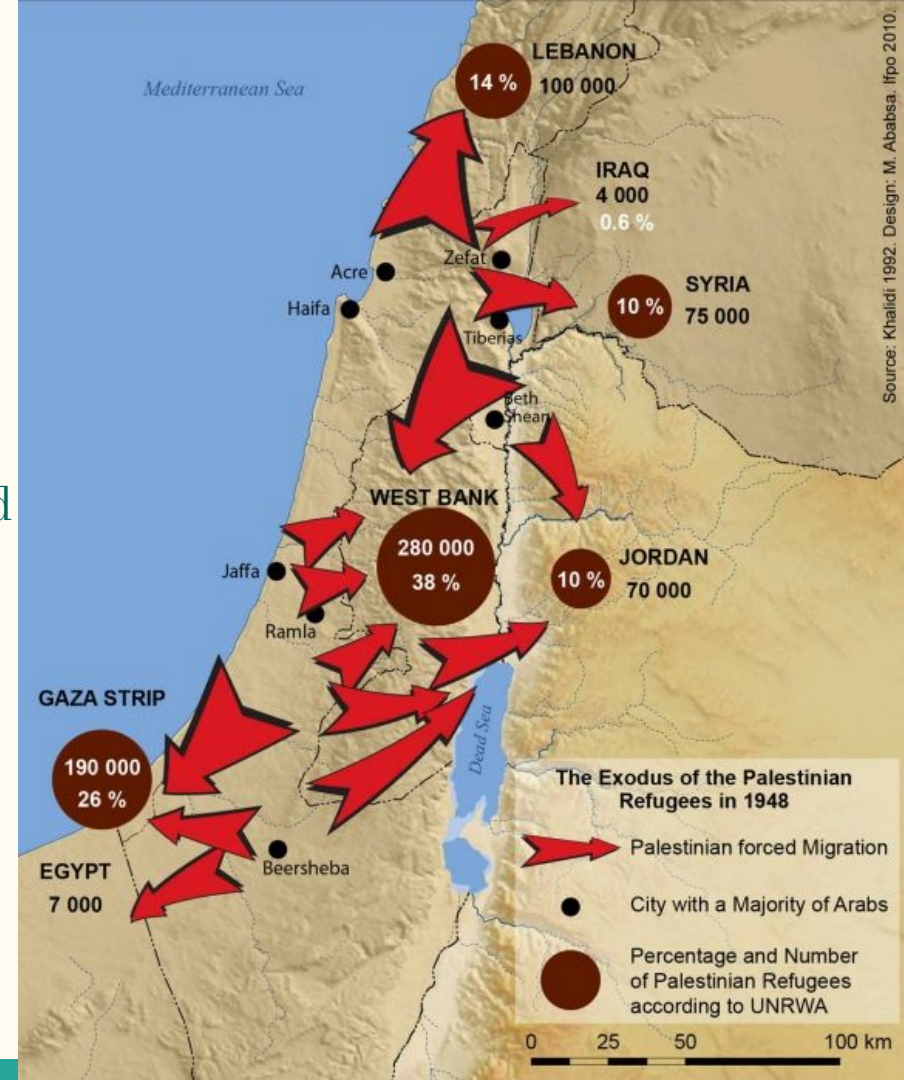 Source: Khalidi 1992. Design: M. Ababsa. Ifpo 2010.
Mediterranean Sea
LEBANON
14 %
100 000
IRAQ
4 000
0.6 %
Zefat
Acre
SYRIA
10 %
75 000
Haifa
Tiberias
Beth
Shean
d
WEST BANK
280 000
38 %
Jaffa
JORDAN
10 %
70 000
Ramla
GAZA STRIP
190 000
26 %
Dead Sea
Beersheba
EGYPT
7 000
The Exodus of the Palestinian
Refugees in 1948
Palestinian forced Migration
City with a Majority of Arabs
Percentage and Number
of Palestinian Refugees
according to UNRWA
0 25 50 100 km